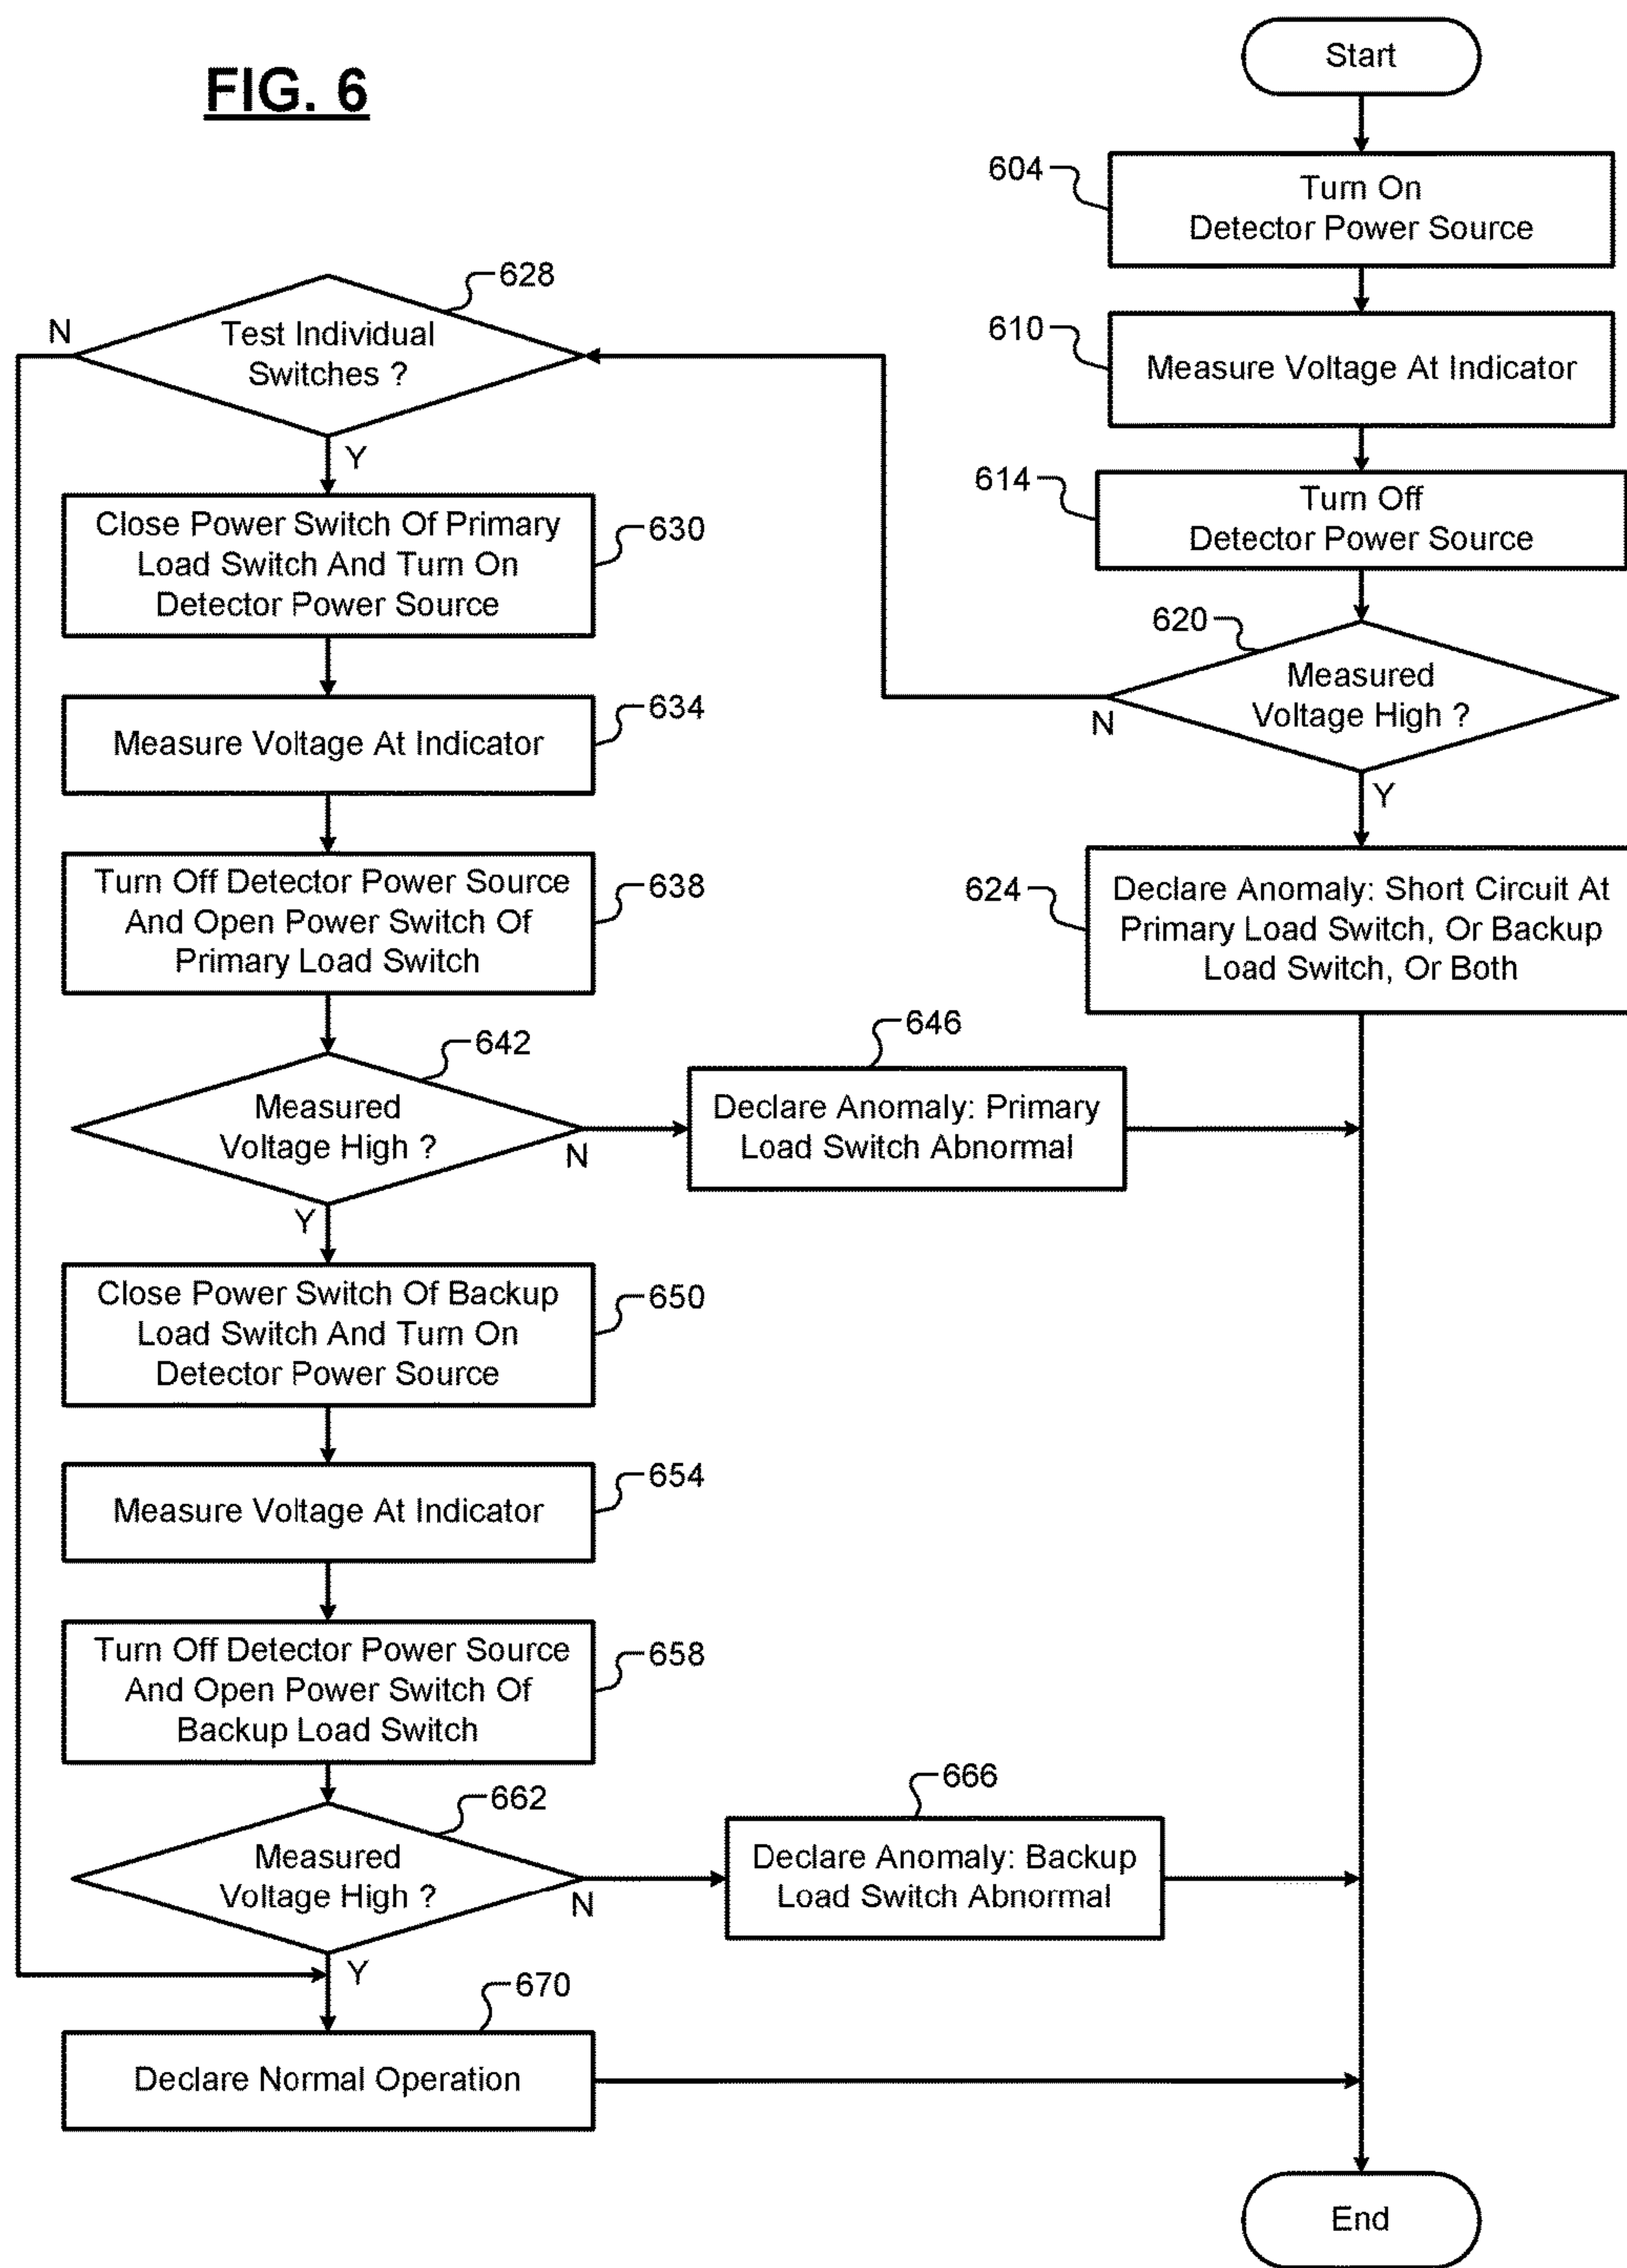 FIG. 6
Start
604
Turn On
Detector Power Source
610
Measure Voltage At Indicator
614
Turn Off
Detector Power Source
620
Measured
Voltage High ?
N
Y
624
Declare Anomaly: Short Circuit At
Primary Load Switch, Or Backup
Load Switch, Or Both
628
Test Individual
Switches ?
N
Y
630
Close Power Switch Of Primary
Load Switch And Turn On
Detector Power Source
634
Measure Voltage At Indicator
638
Turn Off Detector Power Source
And Open Power Switch Of
Primary Load Switch
642
Measured
Voltage High ?
N
Y
646
Declare Anomaly: Primary
Load Switch Abnormal
650
Close Power Switch Of Backup
Load Switch And Turn On
Detector Power Source
654
Measure Voltage At Indicator
658
Turn Off Detector Power Source
And Open Power Switch Of
Backup Load Switch
662
Measured
Voltage High ?
N
Y
666
Declare Anomaly: Backup
Load Switch Abnormal
670
Declare Normal Operation
End